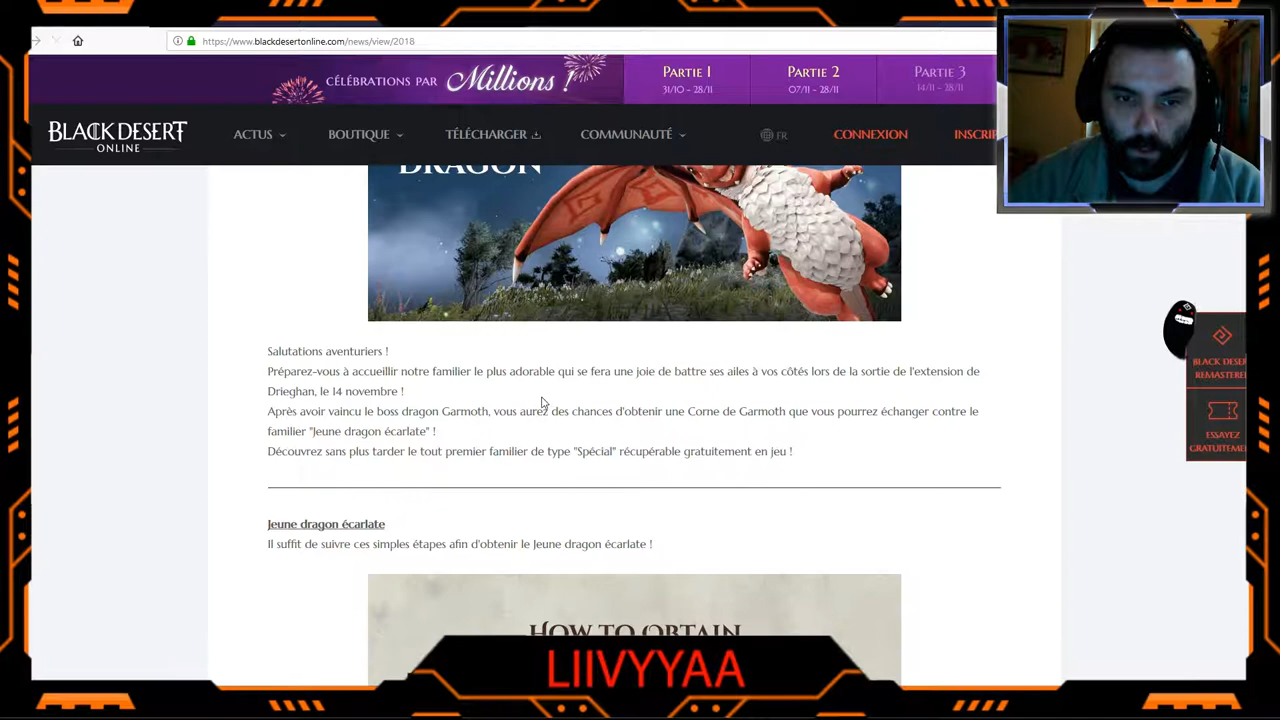 https://www.blackdesertonline.com/news/view/2018
CÉLÉBRATIONS PAR Millions !
PARTIE 1
31/10 - 28/11
PARTIE 2
07/11 - 28/11
PARTIE 3
14/11 - 28/11
BLACK DESERT
ONLINE
ACTUS
BOUTIQUE
TÉLÉCHARGER
COMMUNAUTÉ
FR
CONNEXION
INSCRIP
DRAGON
Salutations aventuriers !
Préparez-vous à accueillir notre familier le plus adorable qui se fera une joie de battre ses ailes à vos côtés lors de la sortie de l'extension de
Drieghan, le 14 novembre !
Après avoir vaincu le boss dragon Garmoth, vous aurez des chances d'obtenir une Corne de Garmoth que vous pourrez échanger contre le
familier "Jeune dragon écarlate" !
Découvrez sans plus tarder le tout premier familier de type "Spécial" récupérable gratuitement en jeu !
BLACK DESER
REMASTERE
ESSAYEZ
GRATUITEME
Jeune dragon écarlate
Il suffit de suivre ces simples étapes afin d'obtenir le Jeune dragon écarlate !
HOW TO OBTAIN
LIIVYYAA